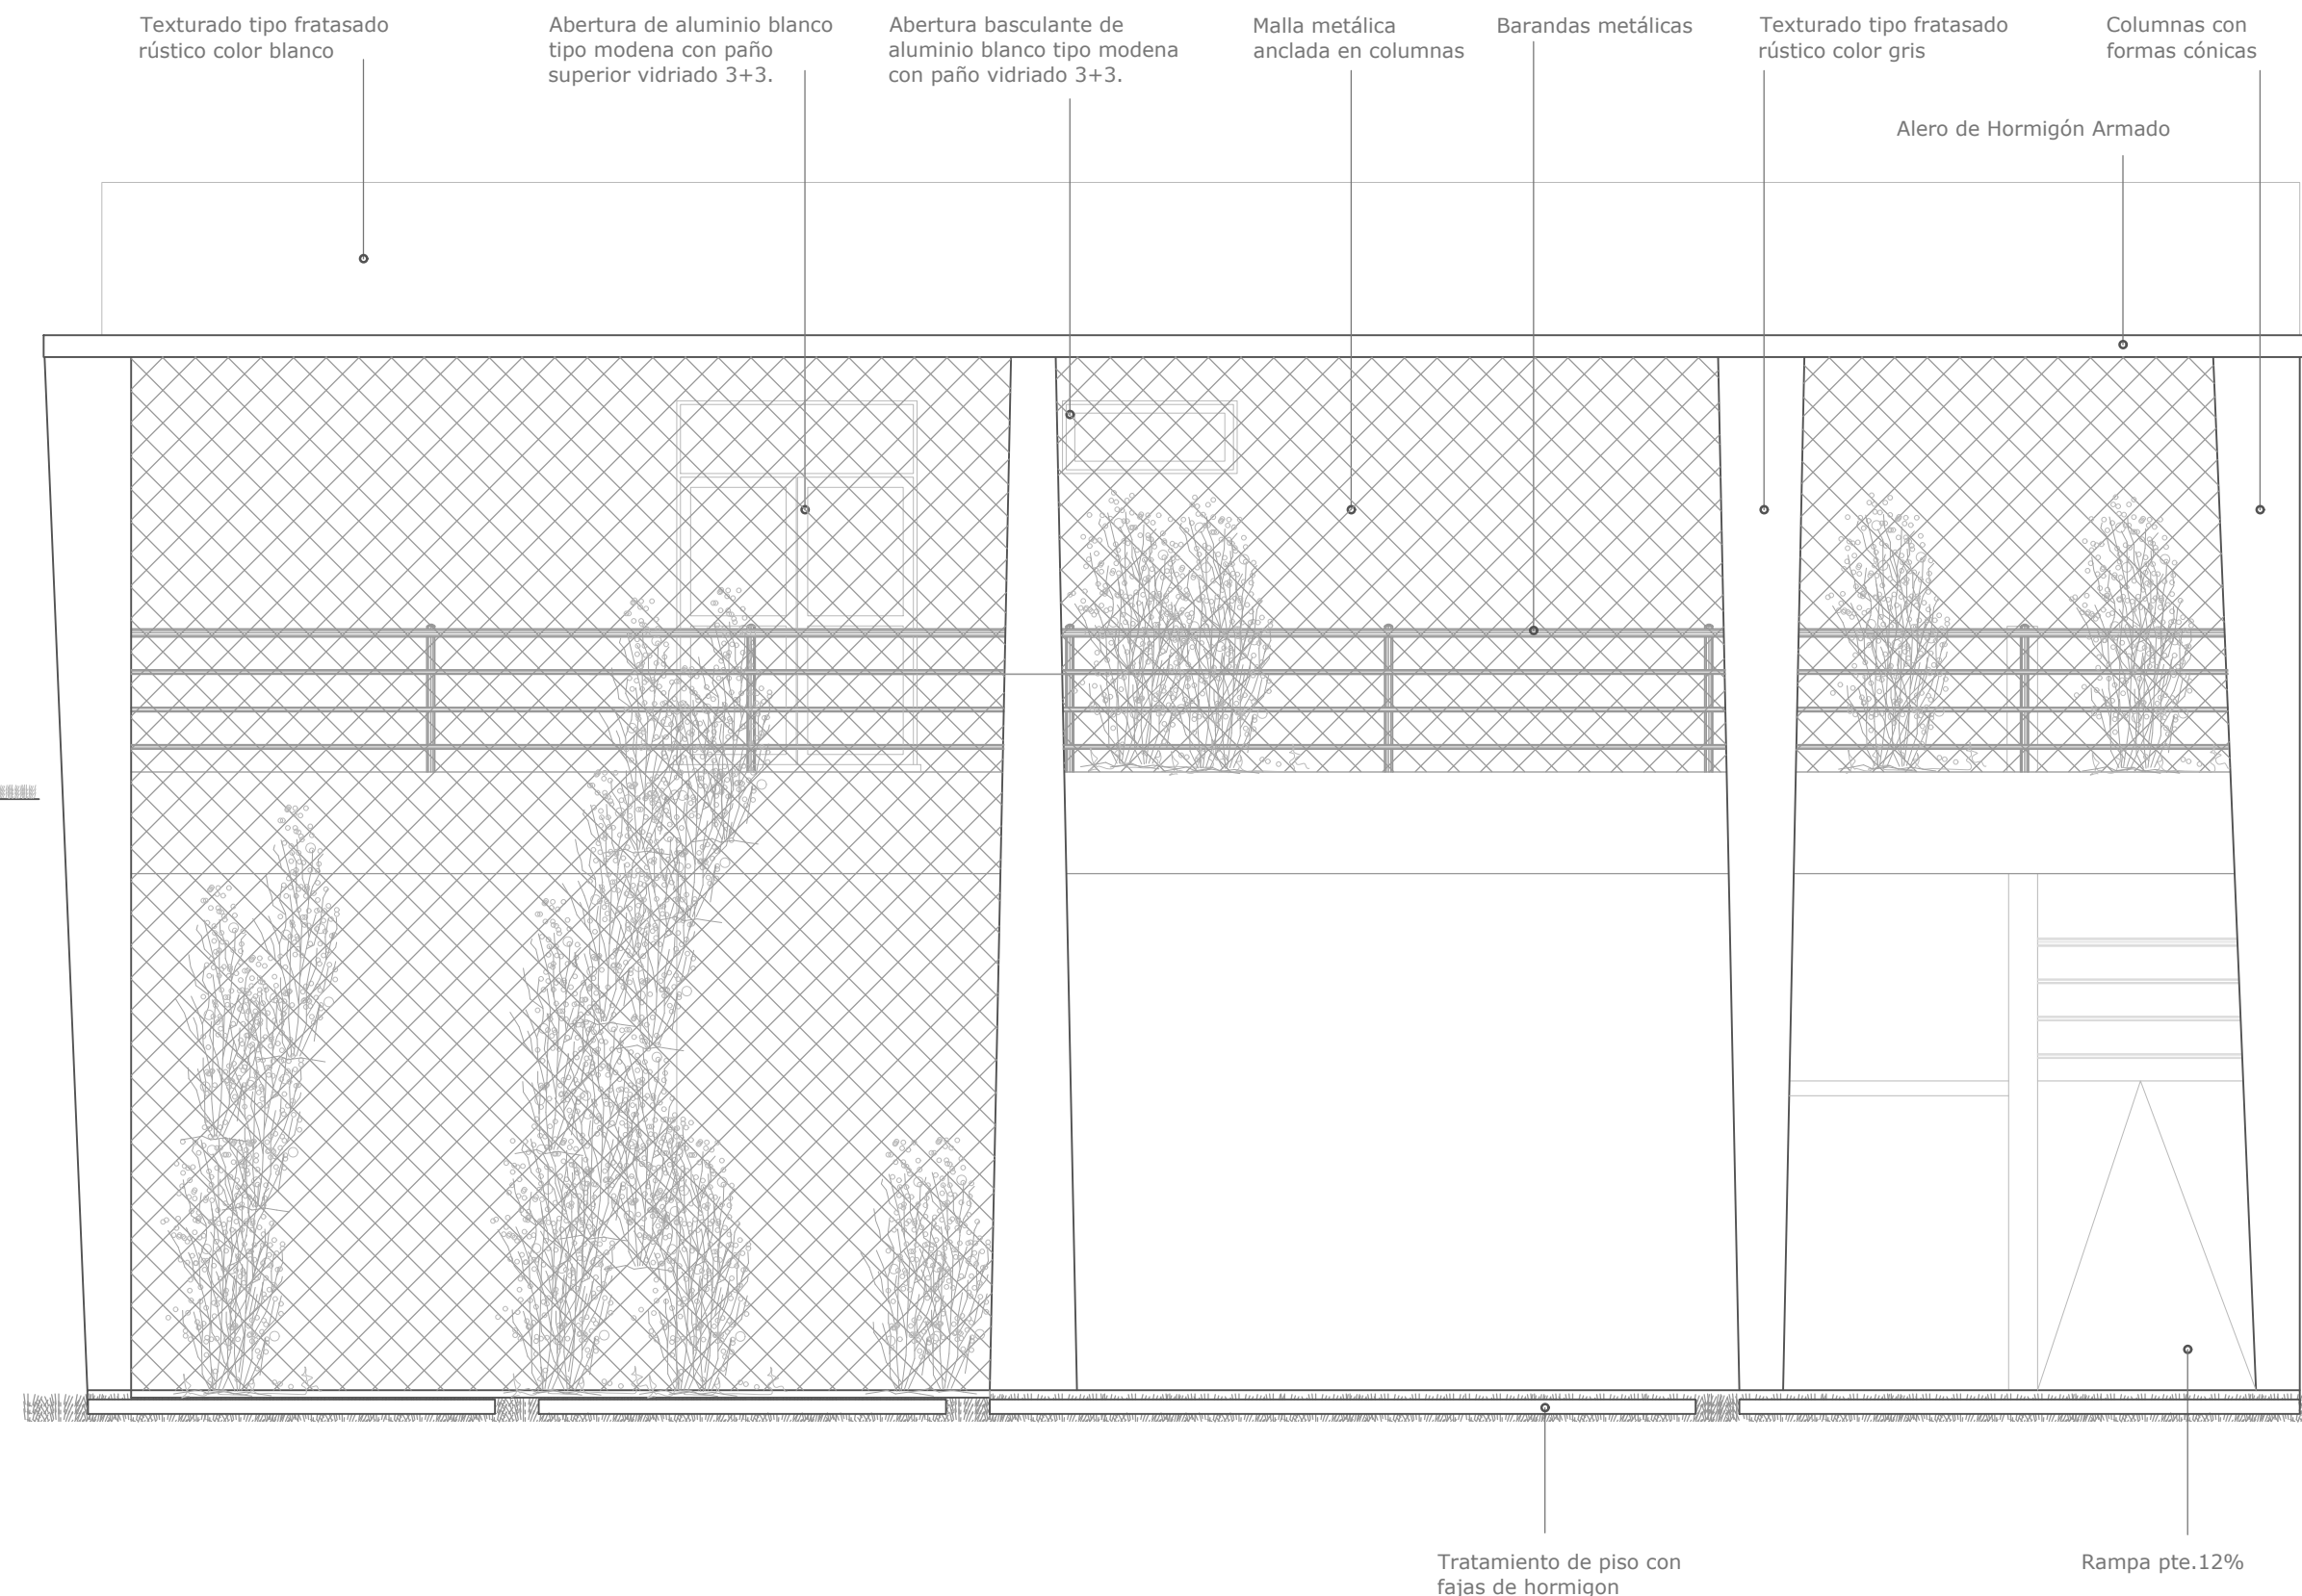 Texturado tipo fratasado
rústico color blanco
Abertura de aluminio blanco
tipo modena con paño
superior vidriado 3+3.
Abertura basculante de
aluminio blanco tipo modena
con paño vidriado 3+3.
Malla metálica
anclada en columnas
Barandas metálicas
Texturado tipo fratasado
rústico color gris
Columnas con
formas cónicas
Alero de Hormigón Armado
Tratamiento de piso con
fajas de hormigon
Rampa pte.12%